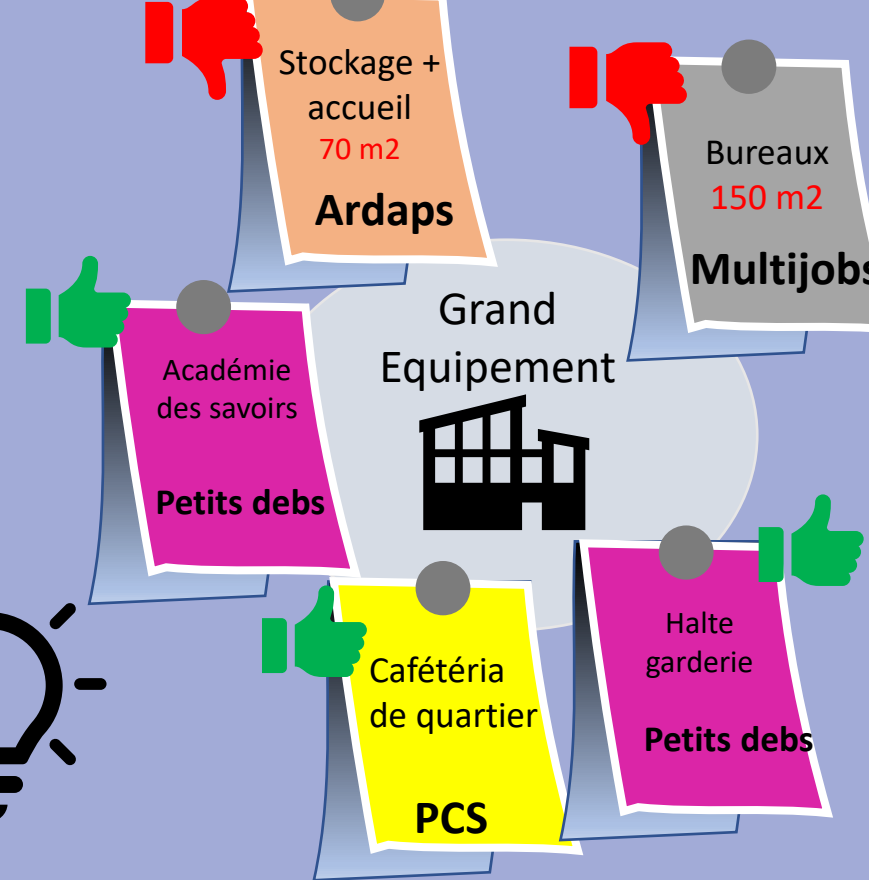 Stockage +
accueil
70 m2
Ardaps
Bureaux
150 m2
Multijobs
Grand
Equipement
Académie
des savoirs
Petits debs
Cafétéria
de quartier
PCS
Halte
garderie
Petits debs